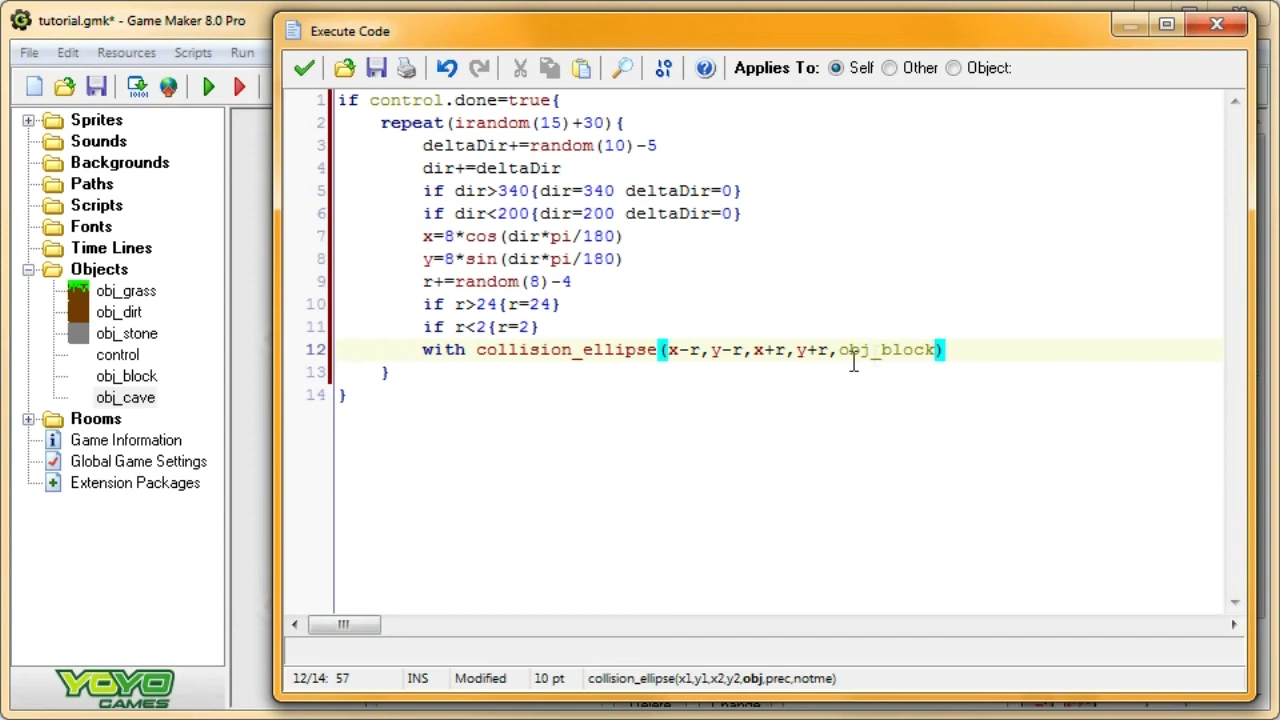 tutorial.gmk* - Game Maker 8.0 Pro
File Edit Resources Scripts Run
Execute Code
Applies To: Self Other Object:
Sprites
Sounds
Backgrounds
Paths
Scripts
Fonts
Time Lines
Objects
obj_grass
obj_dirt
obj_stone
control
obj_block
obj_cave
Rooms
Game Information
Global Game Settings
Extension Packages
YOYO
GAMES
1 if control.done=true{
2 repeat(irandom(15)+30){
3 deltaDir+=random(10)-5
4 dir+=deltaDir
5 if dir>340{dir=340 deltaDir=0}
6 if dir<200{dir=200 deltaDir=0}
7 x=8*cos(dir*pi/180)
8 y=8*sin(dir*pi/180)
9 r+=random(8)-4
10 if r>24{r=24}
11 if r<2{r=2}
12 with collision_ellipse(x-r,y-r,x+r,y+r,obj_block)
13 }
14 }
12/14: 57 INS Modified 10 pt collision_ellipse(x1,y1,x2,y2,obj,prec,notme)